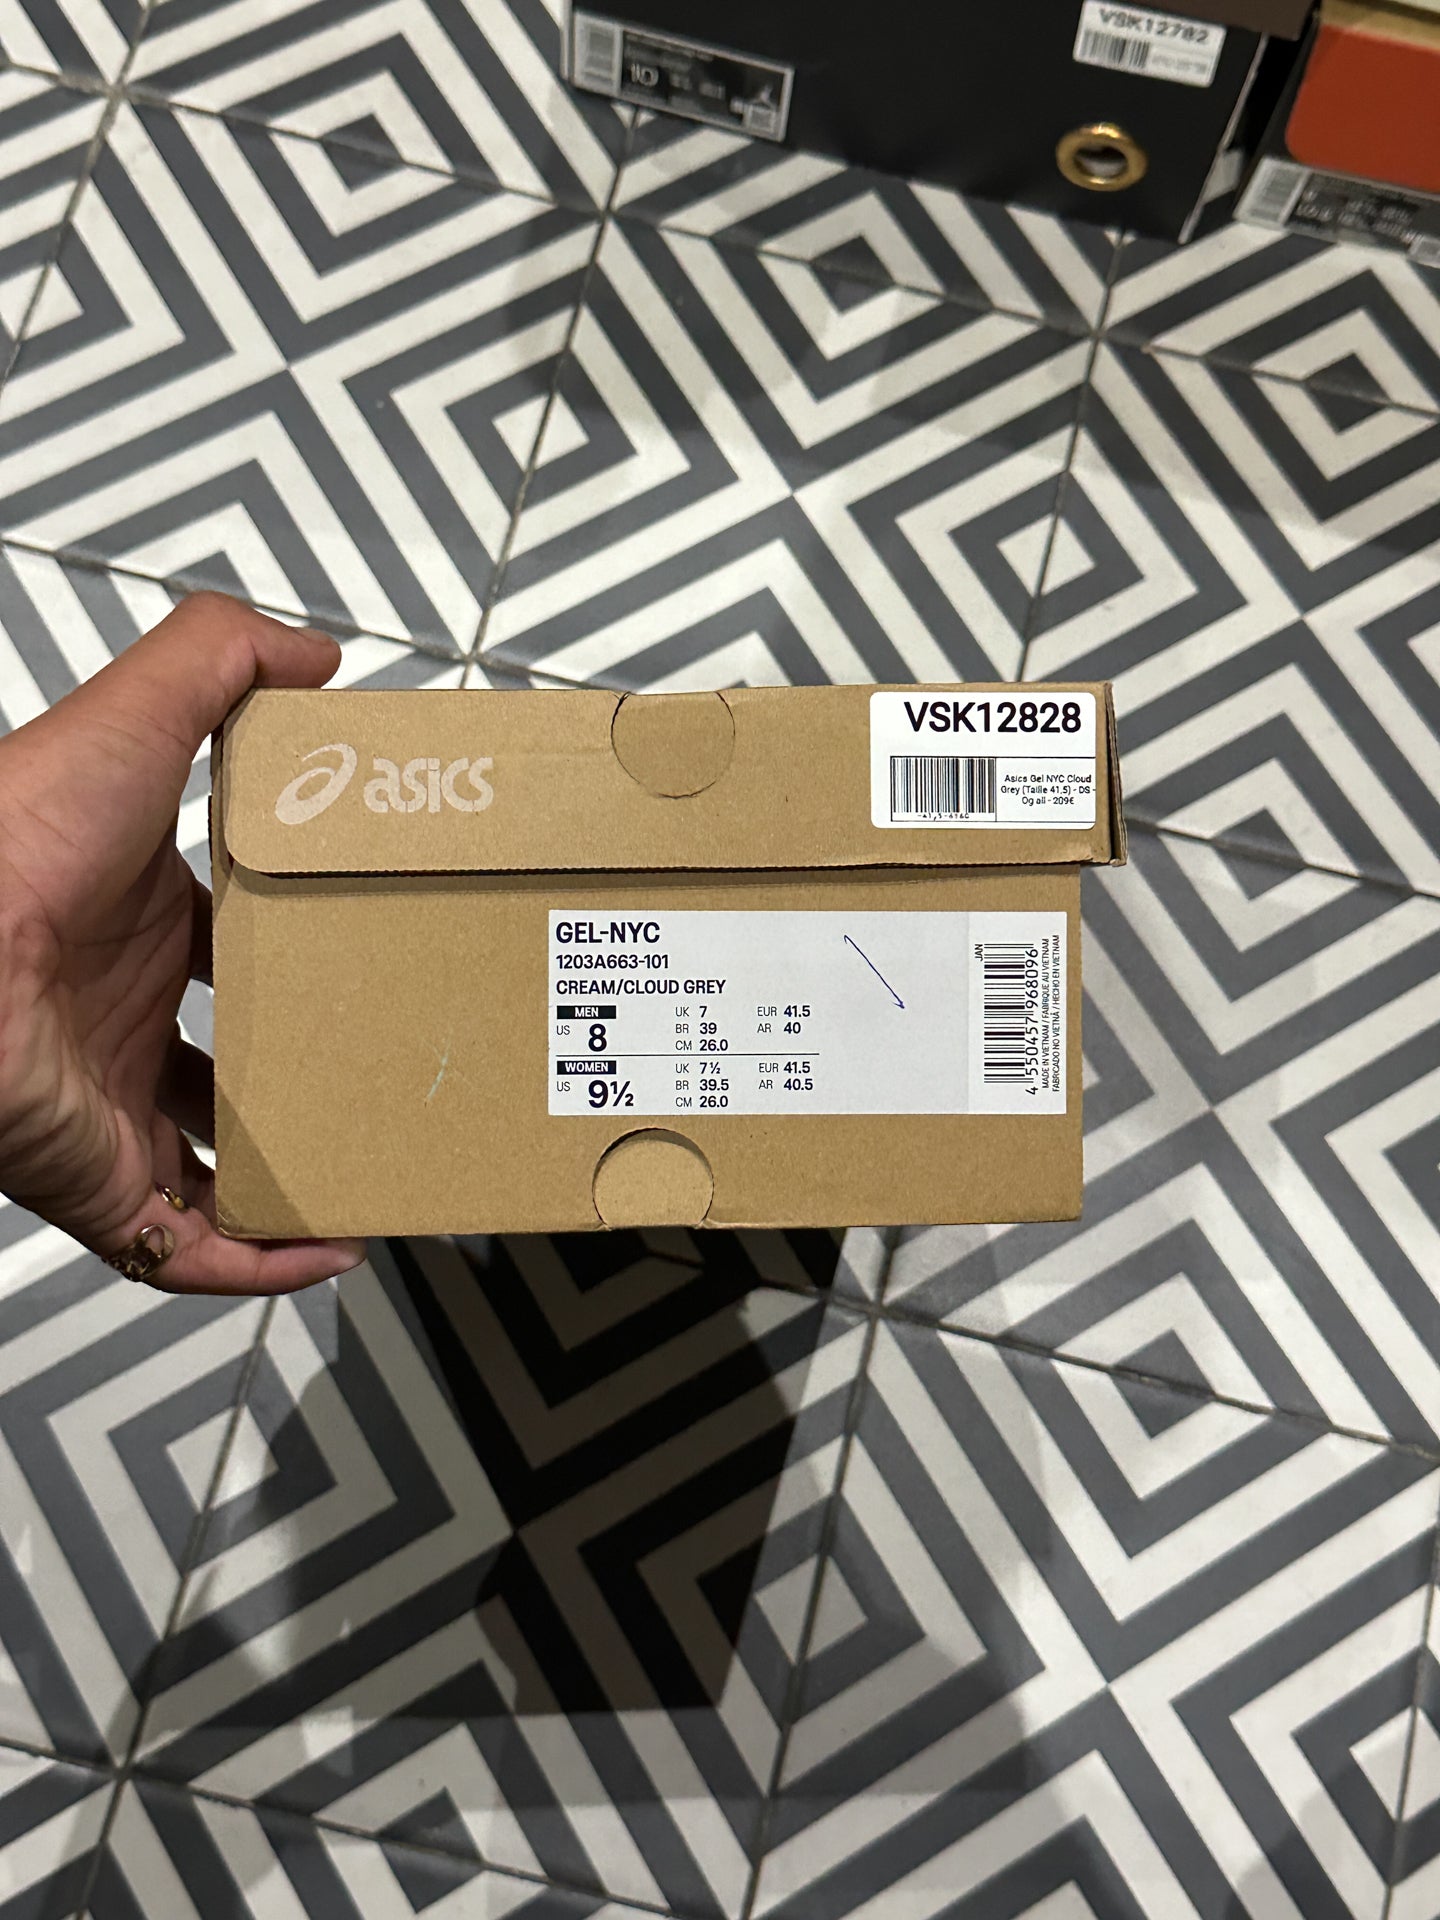 VSK12782
10
asics
VSK12828
Asics Gel NYC Cloud
Grey (Taille 41.5) - DS -
Og all - 209€
GEL-NYC
1203A663-101
CREAM/CLOUD GREY
MEN
US 8
UK 7 EUR 41.5
BR 39 AR 40
CM 26.0
WOMEN
US 9½
UK 7½ EUR 41.5
BR 39.5 AR 40.5
CM 26.0
JAN
4 550457 968096
MADE IN VIETNAM / FABRIQUÉ AU VIETNAM
FABRICADO NO VIETNÃ / HECHO EN VIETNAM